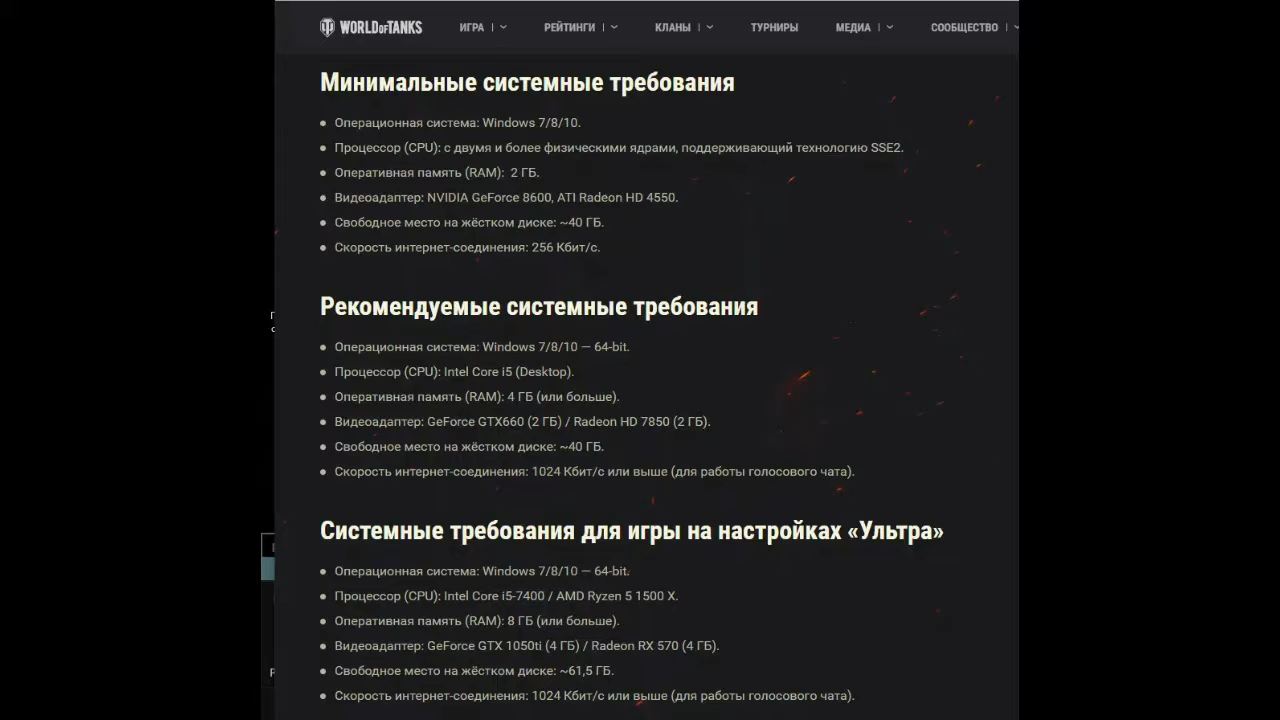 WORLD OF TANKS ИГРА РЕЙТИНГИ КЛАНЫ ТУРНИРЫ МЕДИА СООБЩЕСТВО
Минимальные системные требования
Операционная система: Windows 7/8/10.
Процессор (CPU): с двумя и более физическими ядрами, поддерживающий технологию SSE2.
Оперативная память (RAM): 2 ГБ.
Видеоадаптер: NVIDIA GeForce 8600, ATI Radeon HD 4550.
Свободное место на жёстком диске: ~40 ГБ.
Скорость интернет-соединения: 256 Кбит/с.
Рекомендуемые системные требования
Операционная система: Windows 7/8/10 — 64-bit.
Процессор (CPU): Intel Core i5 (Desktop).
Оперативная память (RAM): 4 ГБ (или больше).
Видеоадаптер: GeForce GTX660 (2 ГБ) / Radeon HD 7850 (2 ГБ).
Свободное место на жёстком диске: ~40 ГБ.
Скорость интернет-соединения: 1024 Кбит/с или выше (для работы голосового чата).
Системные требования для игры на настройках «Ультра»
Операционная система: Windows 7/8/10 — 64-bit.
Процессор (CPU): Intel Core i5-7400 / AMD Ryzen 5 1500 X.
Оперативная память (RAM): 8 ГБ (или больше).
Видеоадаптер: GeForce GTX 1050ti (4 ГБ) / Radeon RX 570 (4 ГБ).
Свободное место на жёстком диске: ~61,5 ГБ.
Скорость интернет-соединения: 1024 Кбит/с или выше (для работы голосового чата).